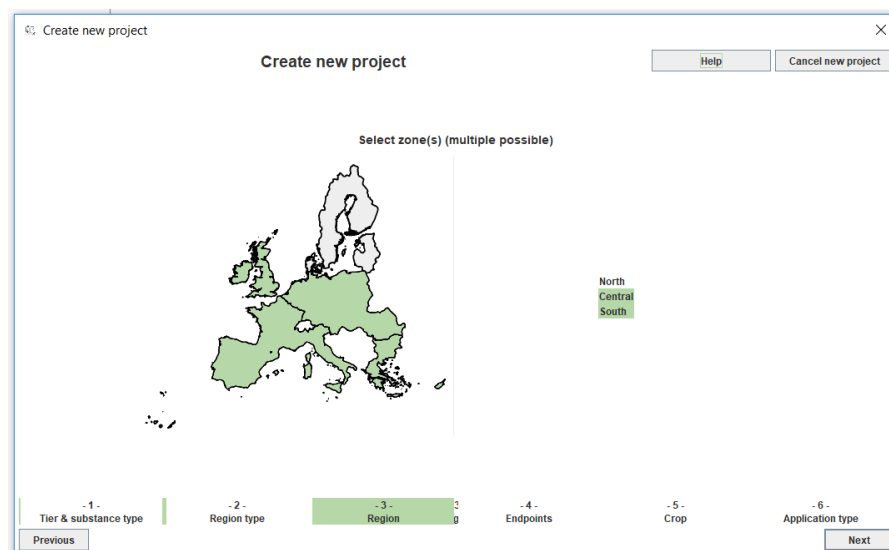 Create new project
Create new project
Help
Cancel new project
Select zone(s) (multiple possible)
North
Central
South
- 1 -
Tier & substance type
- 2 -
Region type
- 3 -
Region
- 4 -
Endpoints
- 5 -
Crop
- 6 -
Application type
Previous
Next